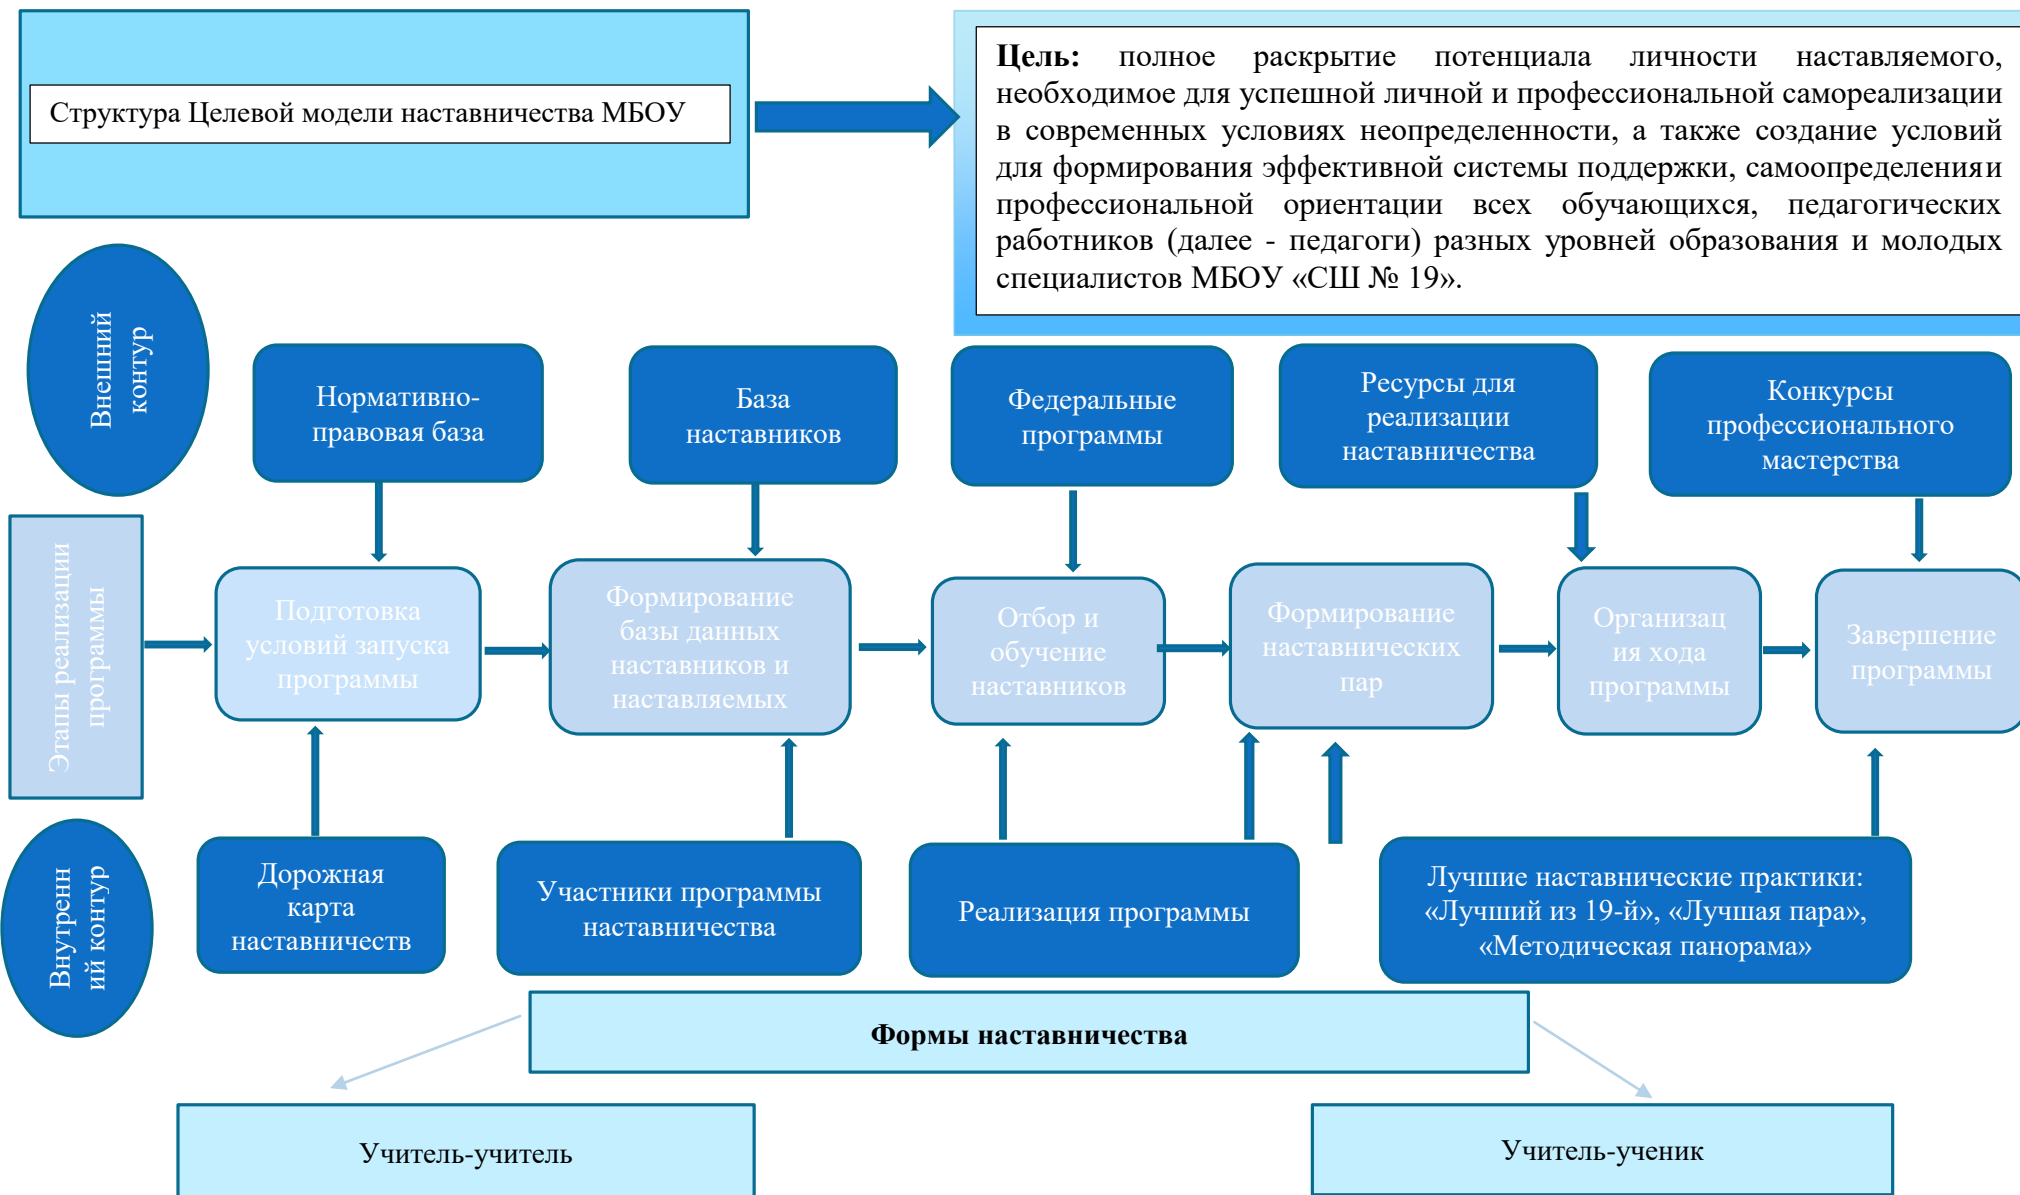 Структура Целевой модели наставничества МБОУ
Цель: полное раскрытие потенциала личности наставляемого,
необходимое для успешной личной и профессиональной самореализации
в современных условиях неопределенности, а также создание условий
для формирования эффективной системы поддержки, самоопределения и
профессиональной ориентации всех обучающихся, педагогических
работников (далее - педагоги) разных уровней образования и молодых
специалистов МБОУ «СШ № 19».
Внешний
контур
Нормативно-
правовая база
База
наставников
Федеральные
программы
Ресурсы для
реализации
наставничества
Конкурсы
профессионального
мастерства
Этапы реализации
программы
Подготовка
условий запуска
программы
Формирование
базы данных
наставников и
наставляемых
Отбор и
обучение
наставников
Формирование
наставнических
пар
Организац
ия хода
программы
Завершение
программы
Внутренн
ий контур
Дорожная
карта
наставничеств
Участники программы
наставничества
Реализация программы
Лучшие наставнические практики:
«Лучший из 19-й», «Лучшая пара»,
«Методическая панорама»
Формы наставничества
Учитель-учитель
Учитель-ученик